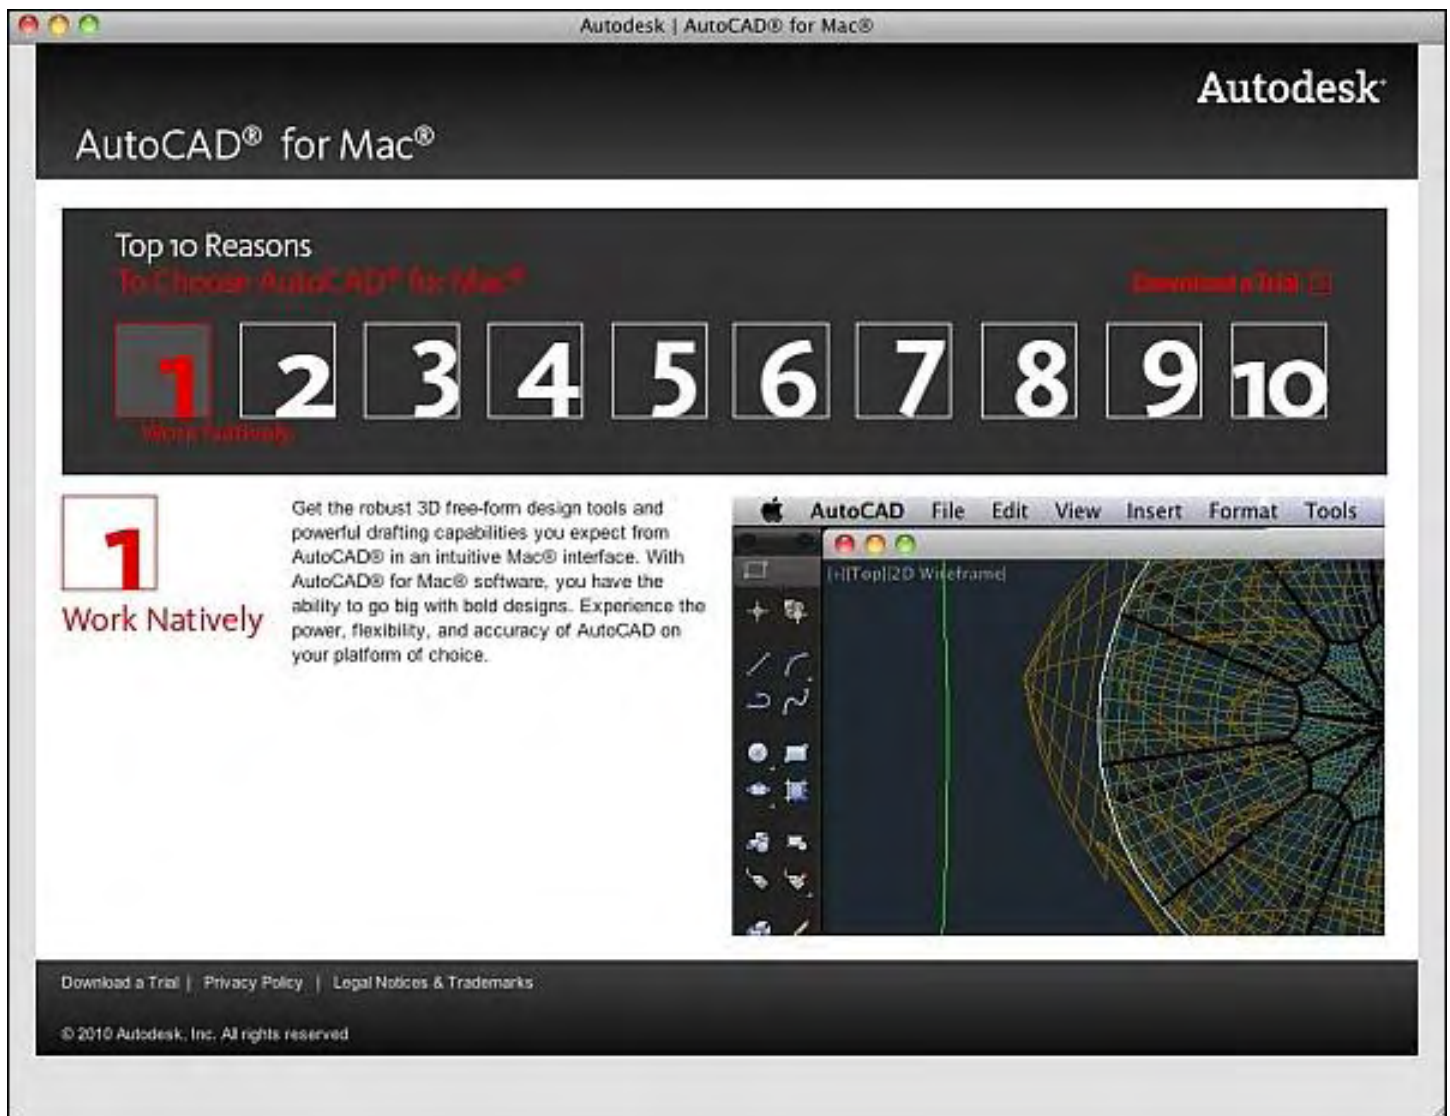 Autodesk | AutoCAD® for Mac®
Autodesk
AutoCAD® for Mac®
Top 10 Reasons
To Choose AutoCAD® for Mac®
Download a Trial
1 2 3 4 5 6 7 8 9 10
Work Natively
1
Work Natively
Get the robust 3D free-form design tools and
powerful drafting capabilities you expect from
AutoCAD® in an intuitive Mac® interface. With
AutoCAD® for Mac® software, you have the
ability to go big with bold designs. Experience the
power, flexibility, and accuracy of AutoCAD on
your platform of choice.
AutoCAD File Edit View Insert Format Tools
[+][Top][2D Wireframe]
Download a Trial | Privacy Policy | Legal Notices & Trademarks
© 2010 Autodesk, Inc. All rights reserved